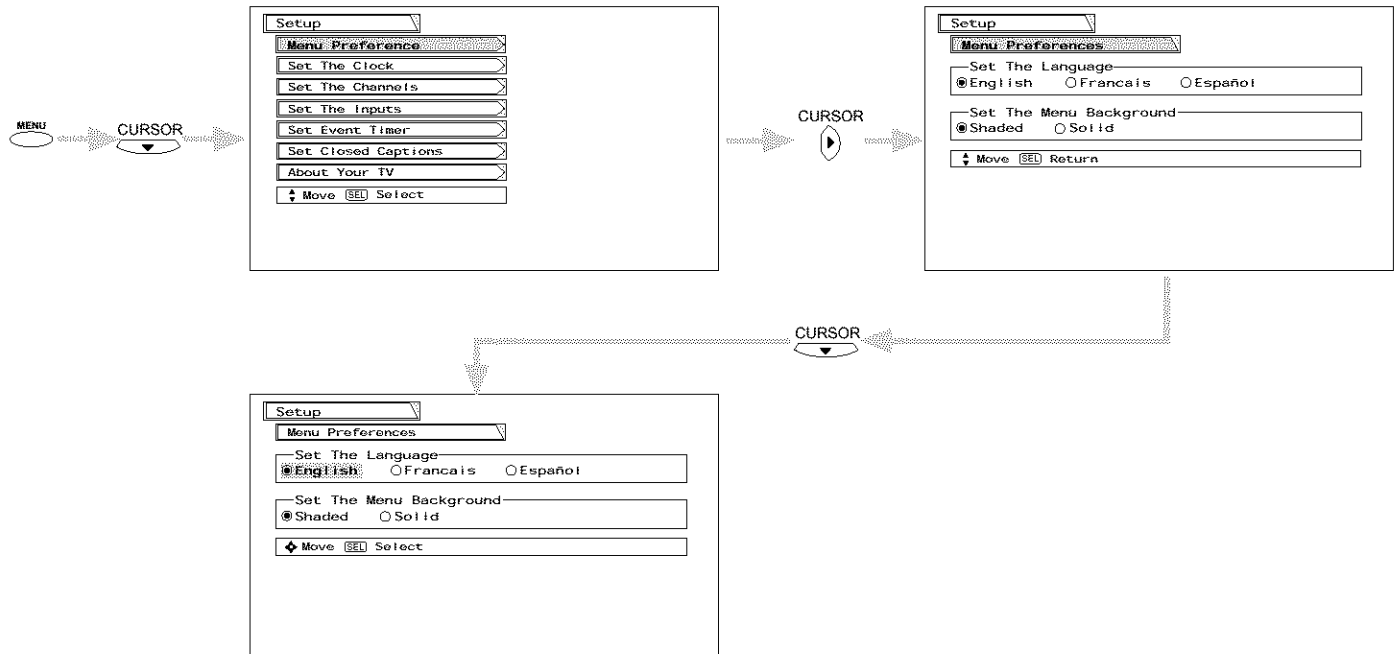 MENU
CURSOR
Setup
Menu Preference
Set The Clock
Set The Channels
Set The Inputs
Set Event Timer
Set Closed Captions
About Your TV
Move SEL Select
CURSOR
Setup
Menu Preferences
Set The Language
English Francais Español
Set The Menu Background
Shaded Solid
Move SEL Return
CURSOR
Setup
Menu Preferences
Set The Language
English Francais Español
Set The Menu Background
Shaded Solid
Move SEL Select